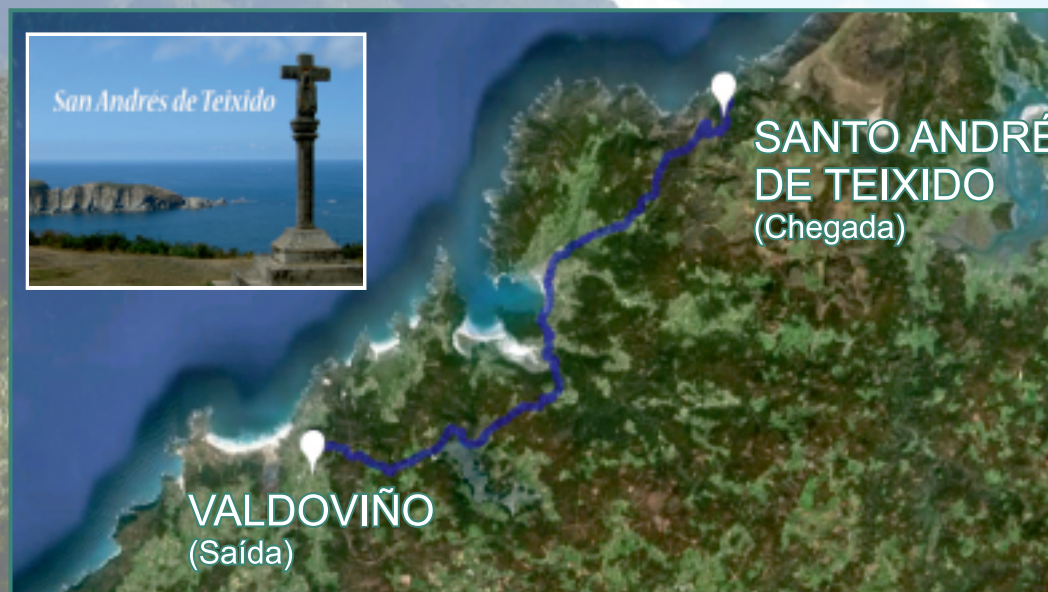 San Andrés de Teixido
SANTO ANDRÉ
DE TEIXIDO
(Chegada)
VALDOVIÑO
(Saída)